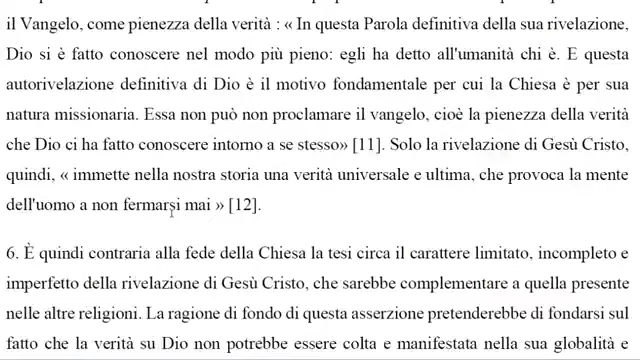 il Vangelo, come pienezza della verità : « In questa Parola definitiva della sua rivelazione,
Dio si è fatto conoscere nel modo più pieno: egli ha detto all'umanità chi è. E questa
autorivelazione definitiva di Dio è il motivo fondamentale per cui la Chiesa è per sua
natura missionaria. Essa non può non proclamare il vangelo, cioè la pienezza della verità
che Dio ci ha fatto conoscere intorno a se stesso» [11]. Solo la rivelazione di Gesù Cristo,
quindi, « immette nella nostra storia una verità universale e ultima, che provoca la mente
dell'uomo a non fermarsi mai » [12].
6. È quindi contraria alla fede della Chiesa la tesi circa il carattere limitato, incompleto e
imperfetto della rivelazione di Gesù Cristo, che sarebbe complementare a quella presente
nelle altre religioni. La ragione di fondo di questa asserzione pretenderebbe di fondarsi sul
fatto che la verità su Dio non potrebbe essere colta e manifestata nella sua globalità e